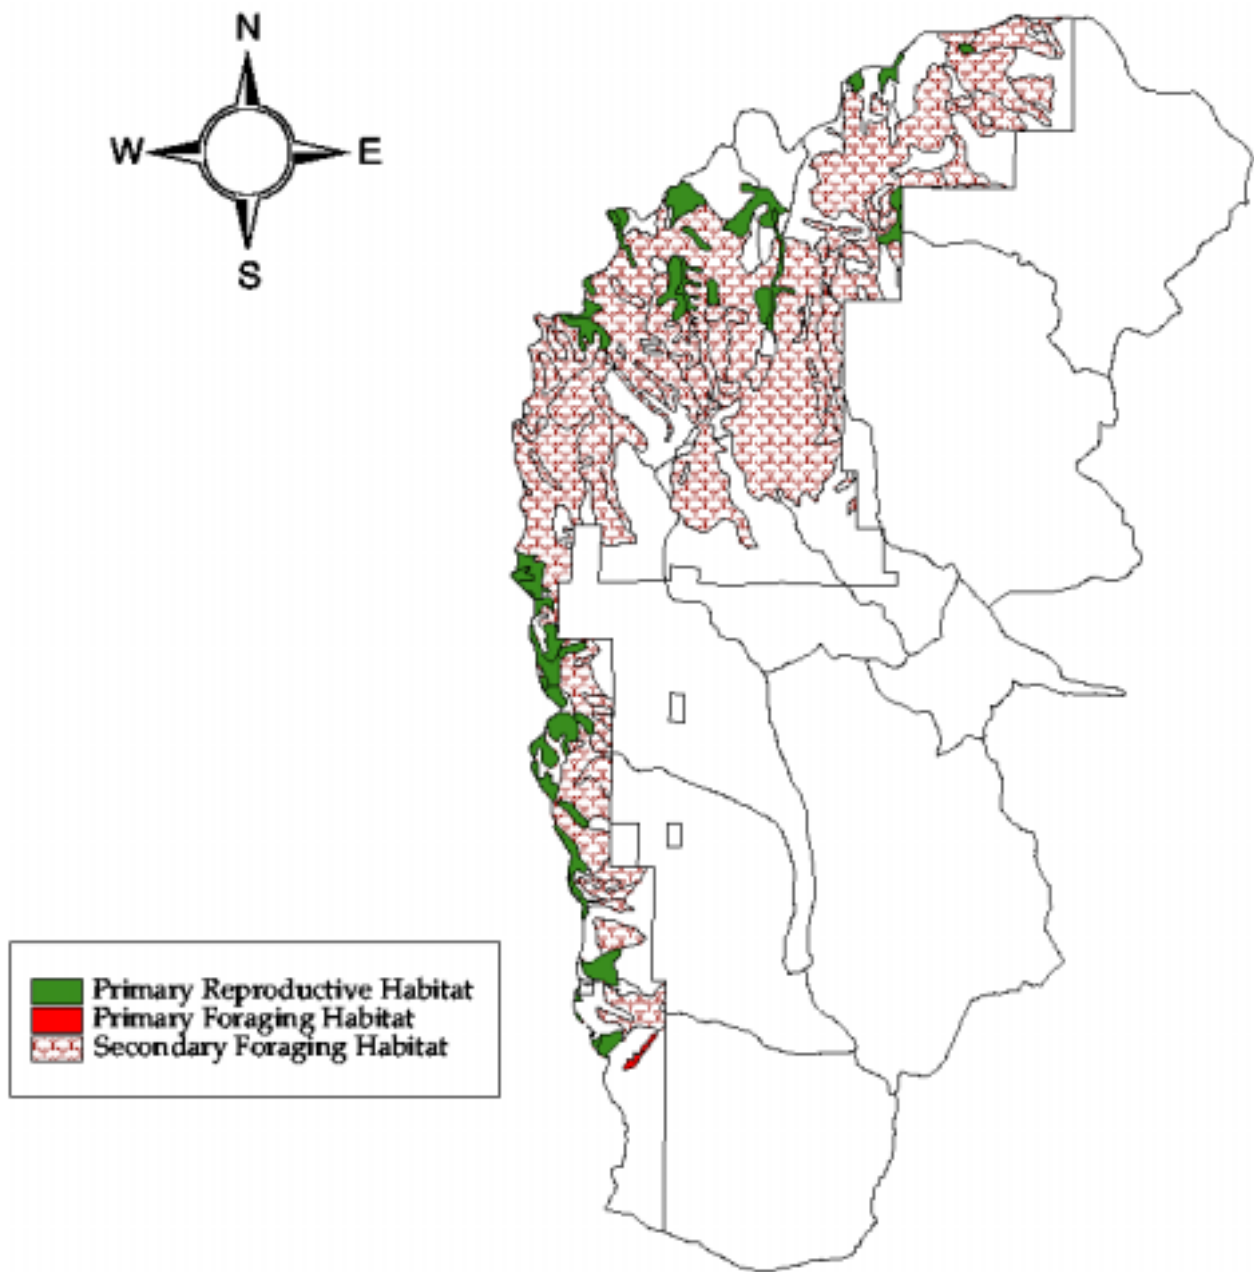 N
W E
S
Primary Reproductive Habitat
Primary Foraging Habitat
Secondary Foraging Habitat